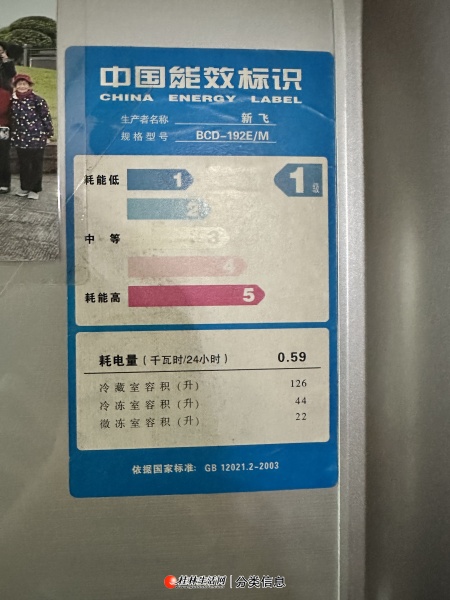 中国能效标识
CHINA ENERGY LABEL
生产者名称 新飞
规格型号 BCD-192E/M
耗能低 1 1级
2
中等 3
4
耗能高 5
耗电量（千瓦时/24小时） 0.59
冷藏室容积（升） 126
冷冻室容积（升） 44
微冻室容积（升） 22
依据国家标准：GB 12021.2-2003
桂林生活网 | 分类信息